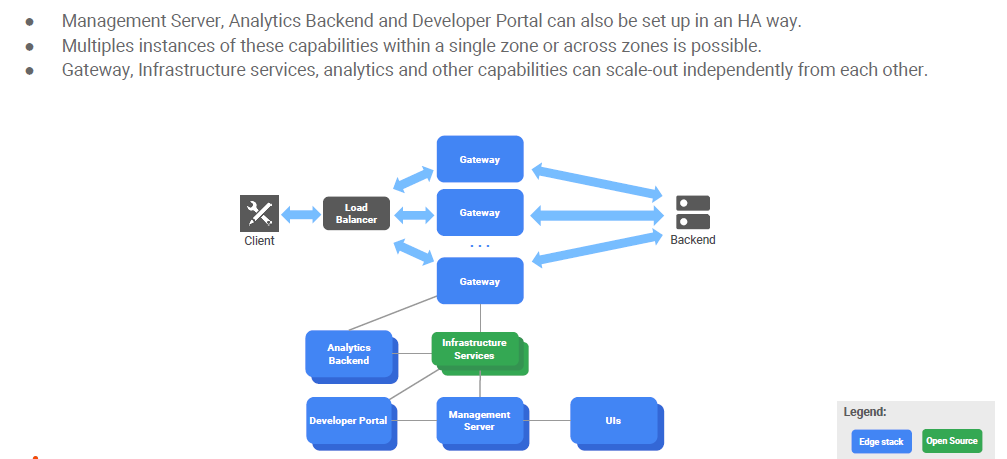 ● Management Server, Analytics Backend and Developer Portal can also be set up in an HA way.
● Multiples instances of these capabilities within a single zone or across zones is possible.
● Gateway, Infrastructure services, analytics and other capabilities can scale-out independently from each other.
Gateway
Load
Balancer
Gateway
Client
Backend
...
Gateway
Analytics
Backend
Infrastructure
Services
Developer Portal
Management
Server
UIs
Legend:
Edge stack
Open Source